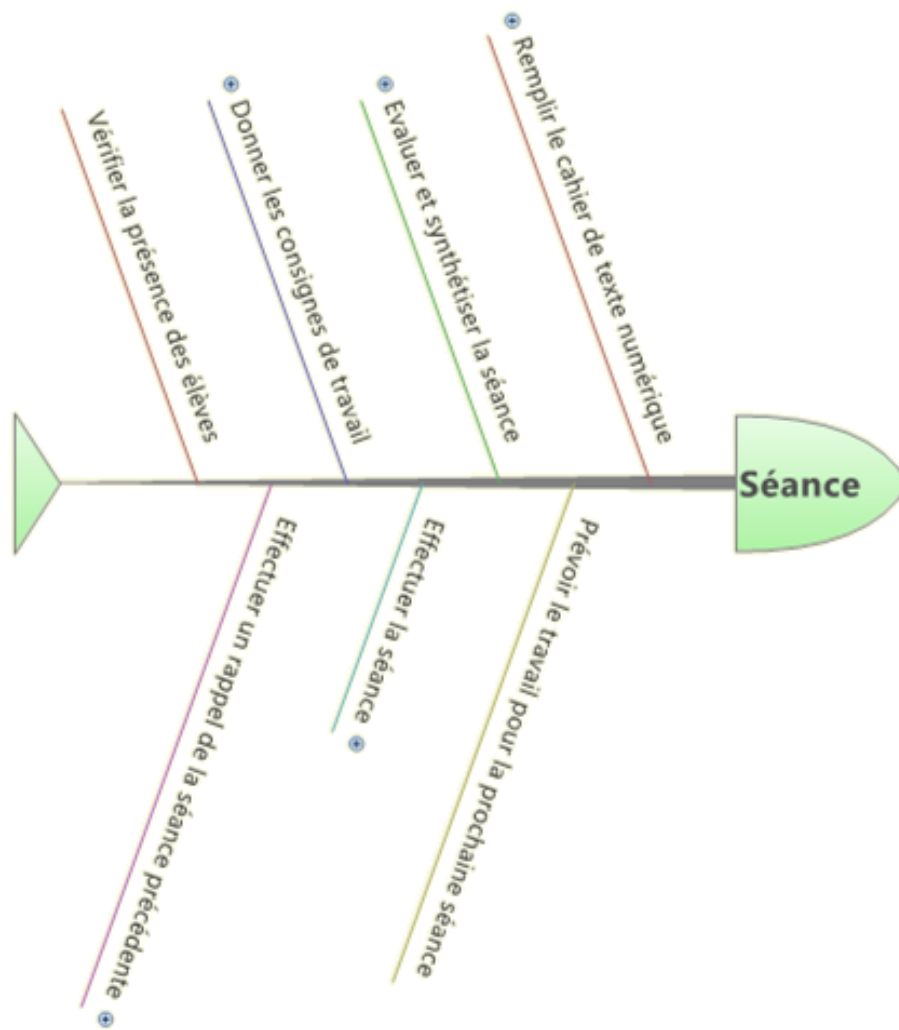 Remplir le cahier de texte numérique
Evaluer et synthétiser la séance
Donner les consignes de travail
Vérifier la présence des élèves
Séance
Prévoir le travail pour la prochaine séance
Effectuer la séance
Effectuer un rappel de la séance précédente